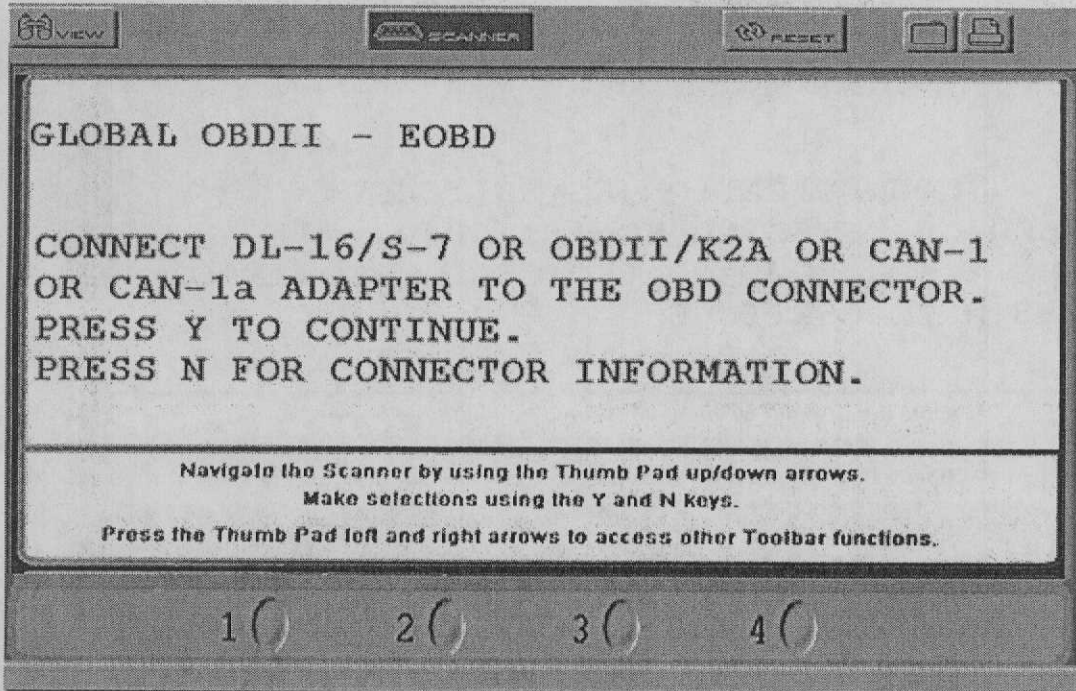 VIEW SCANNER RESET
GLOBAL OBDII - EOBD
CONNECT DL-16/S-7 OR OBDII/K2A OR CAN-1
OR CAN-1a ADAPTER TO THE OBD CONNECTOR.
PRESS Y TO CONTINUE.
PRESS N FOR CONNECTOR INFORMATION.
Navigate the Scanner by using the Thumb Pad up/down arrows.
Make selections using the Y and N keys.
Press the Thumb Pad left and right arrows to access other Toolbar functions.
1 2 3 4